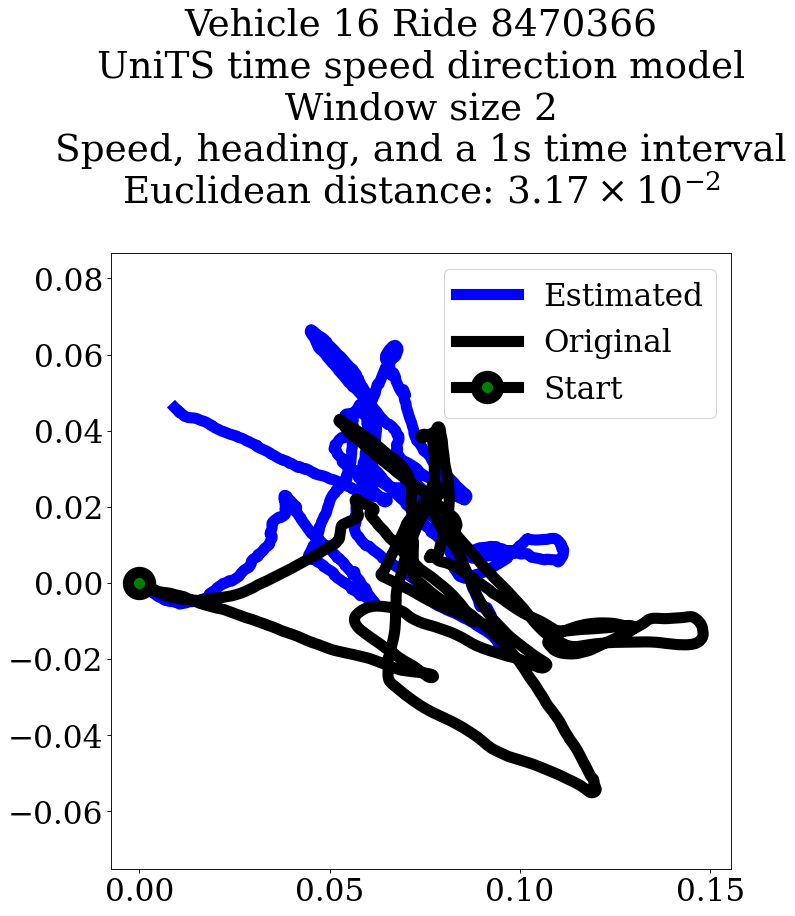 Vehicle 16 Ride 8470366
UniTS time speed direction model
Window size 2
Speed, heading, and a 1s time interval
Euclidean distance: 3.17 × 10⁻²
Estimated
Original
Start
0.08
0.06
0.04
0.02
0.00
−0.02
−0.04
−0.06
0.00 0.05 0.10 0.15